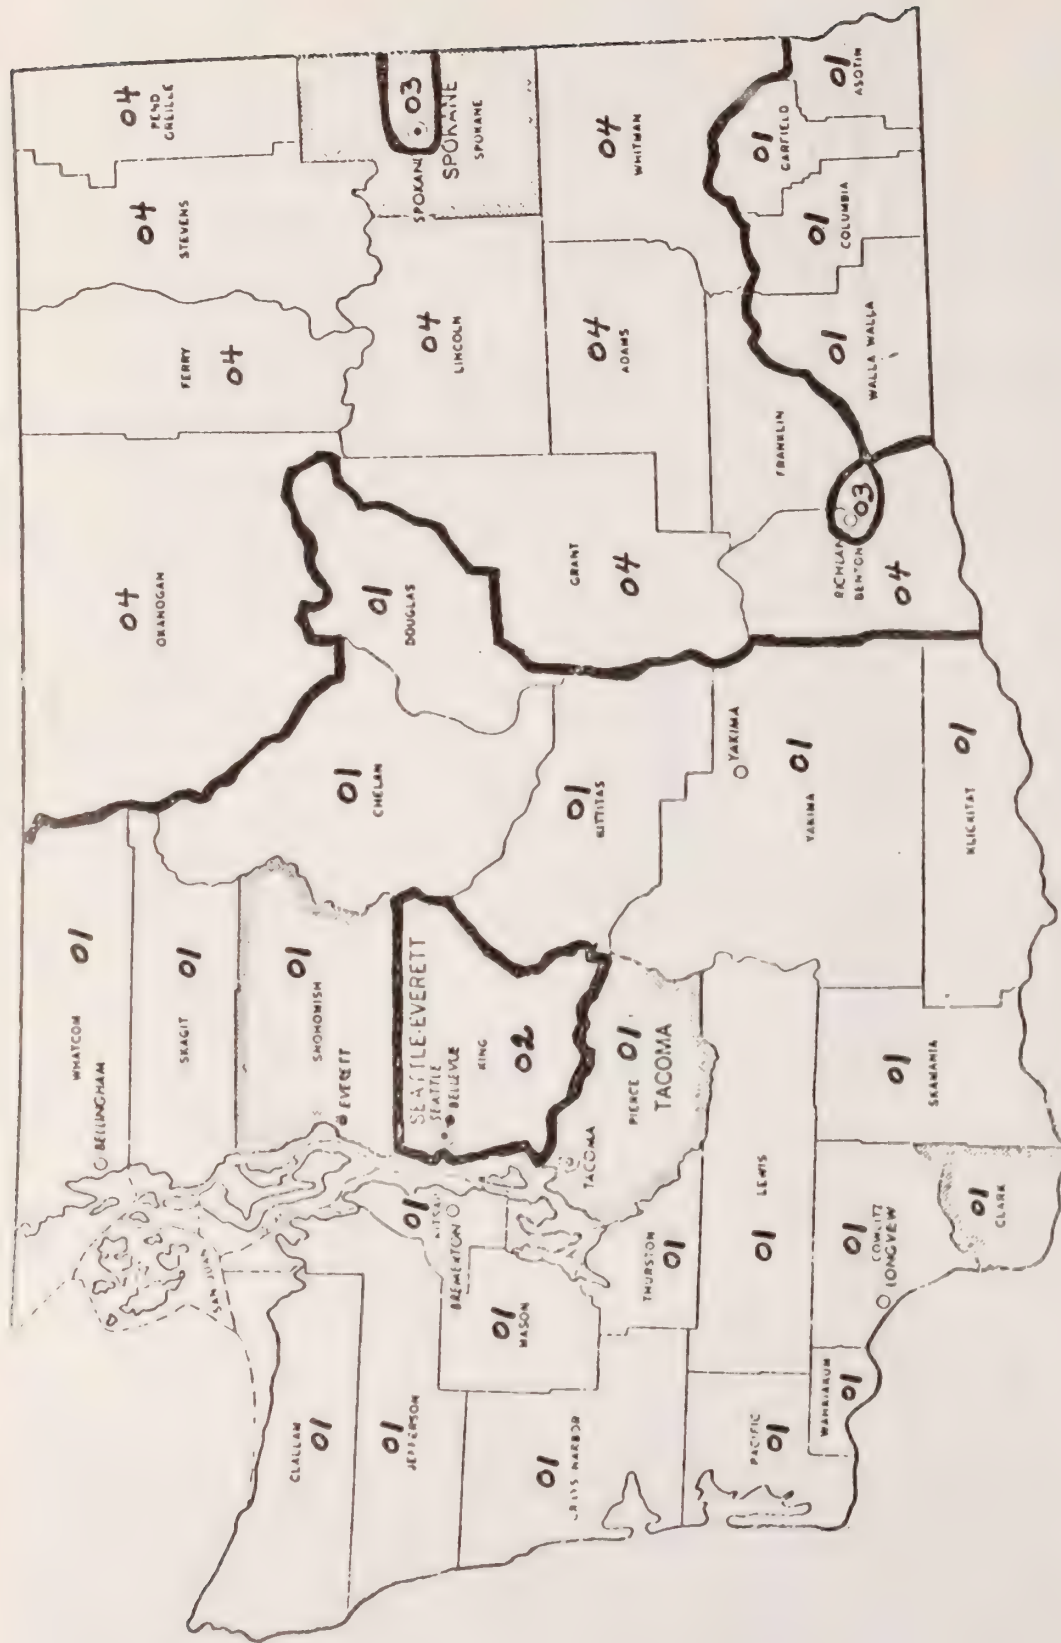 WHATCOM
01
BELLINGHAM
SAN JUAN
SKAGIT
01
SNOHOMISH
01
EVERETT
CLALLAM
01
JEFFERSON
01
01
BREMERTON
MASON
01
SEATTLE-EVERETT
SEATTLE
BELLEVUE
KING
02
01
THURSTON
01
TACOMA
PIERCE
01
TACOMA
PACIFIC
01
LEWIS
01
WAHKIAKUM
01
COWLITZ
01
LONGVIEW
CLARK
01
SKAMANIA
01
OKANOGAN
04
CHELAN
01
DOUGLAS
01
KITTITAS
01
YAKIMA
YAKIMA
01
KLICKITAT
01
GRANT
04
BENTON
04
03
FERRY
04
STEVENS
04
04
PEND
OREILLE
LINCOLN
04
SPOKANE
03
SPOKANE
SPOKANE
ADAMS
04
WHITMAN
04
FRANKLIN
WALLA WALLA
01
COLUMBIA
01
GARFIELD
01
ASOTIN
01